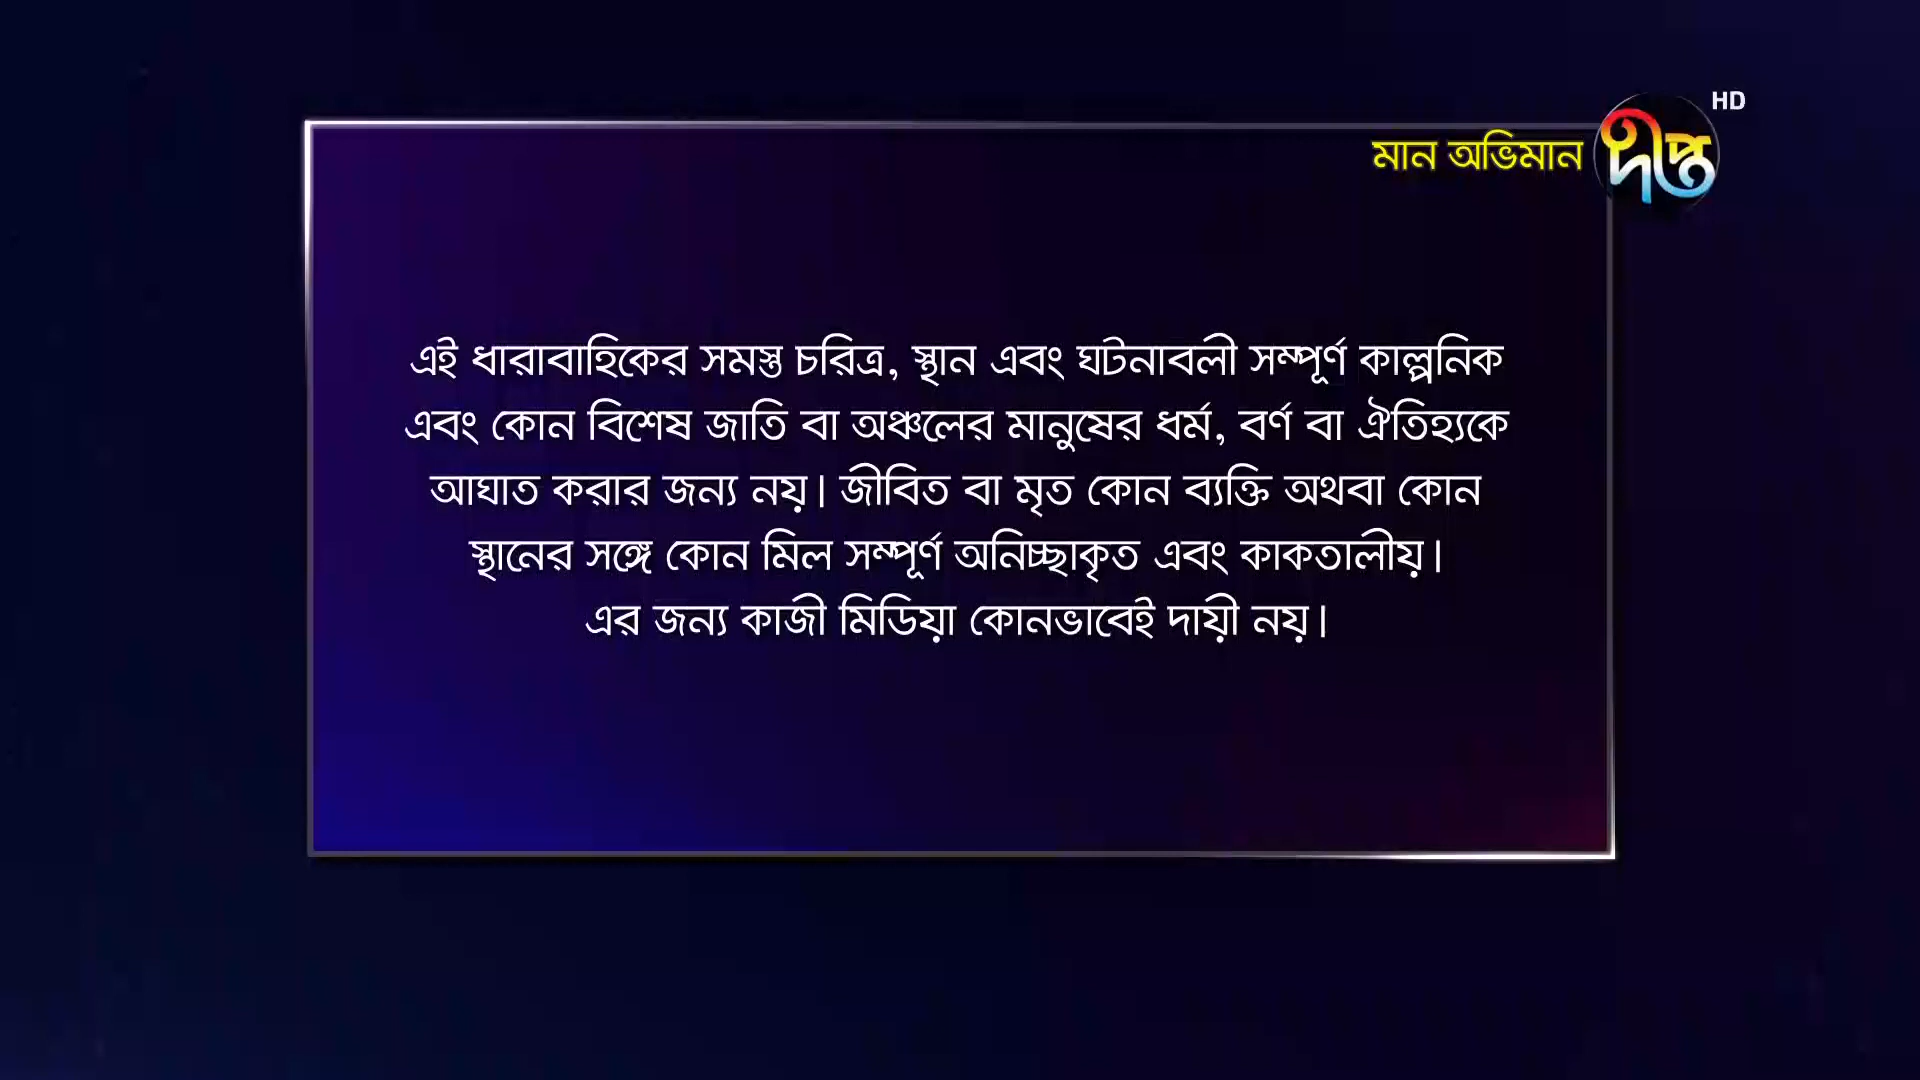 HD
মান অভিমান দীপ্ত
এই ধারাবাহিকের সমস্ত চরিত্র, স্থান এবং ঘটনাবলী সম্পূর্ণ কাল্পনিক
এবং কোন বিশেষ জাতি বা অঞ্চলের মানুষের ধর্ম, বর্ণ বা ঐতিহ্যকে
আঘাত করার জন্য নয়। জীবিত বা মৃত কোন ব্যক্তি অথবা কোন
স্থানের সঙ্গে কোন মিল সম্পূর্ণ অনিচ্ছাকৃত এবং কাকতালীয়।
এর জন্য কাজী মিডিয়া কোনভাবেই দায়ী নয়।